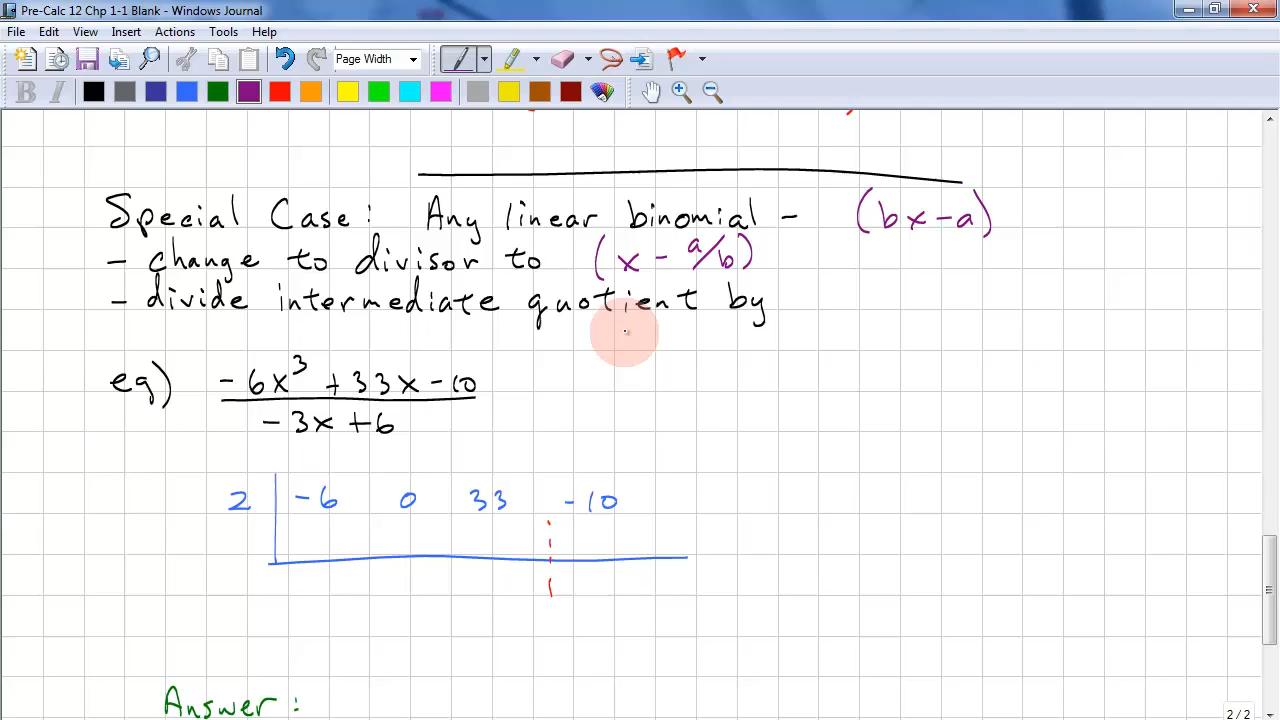 Pre-Calc 12 Chp 1-1 Blank - Windows Journal
File Edit View Insert Actions Tools Help
Page Width
B I
Special Case: Any linear binomial - (bx-a)
- change to divisor to (x - a/b)
- divide intermediate quotient by
eg) -6x³ +33x -10
-3x +6
2 -6 0 33 -10
Answer:
2/2